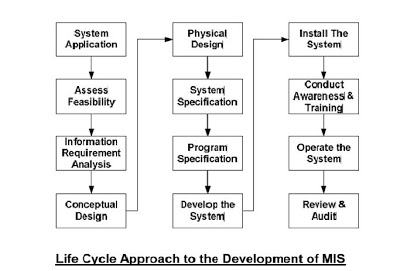 System
Application
Assess
Feasibility
Information
Requirement
Analysis
Conceptual
Design
Physical
Design
System
Specification
Program
Specification
Develop the
System
Install The
System
Conduct
Awareness &
Training
Operate the
System
Review &
Audit
Life Cycle Approach to the Development of MIS